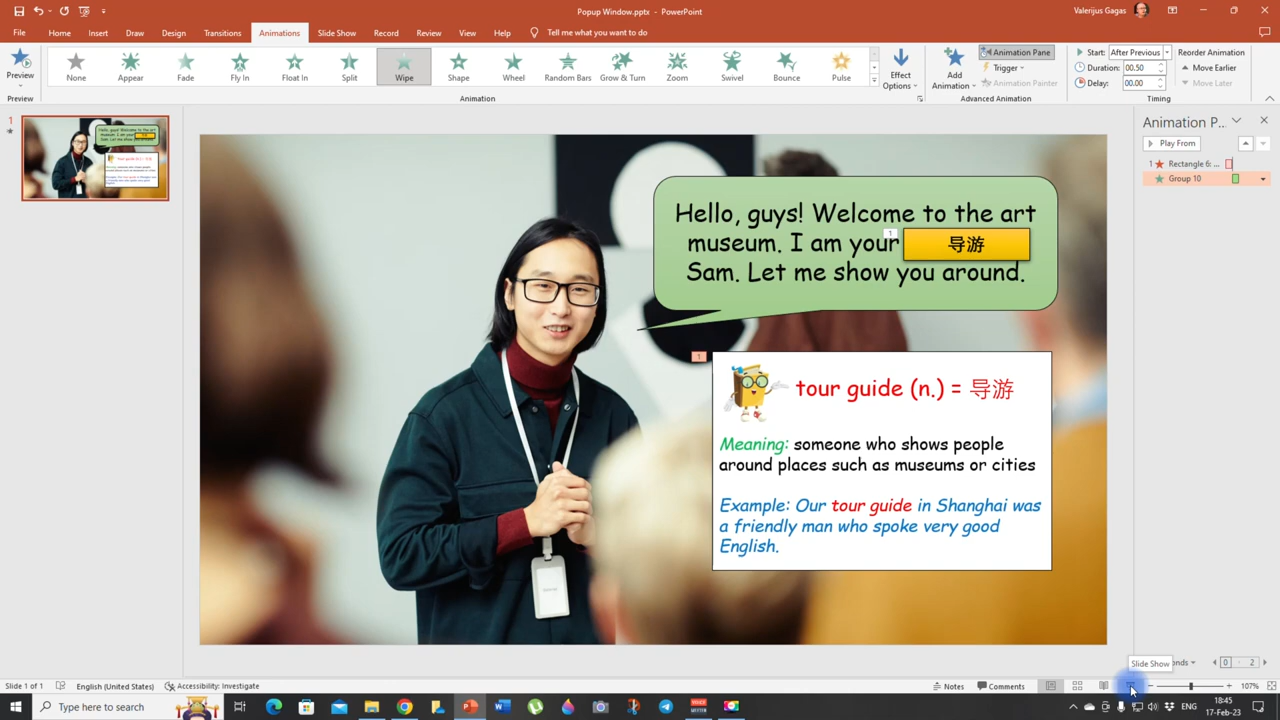 Popup Window.pptx - PowerPoint
Valerijus Gagas
File Home Insert Draw Design Transitions Animations Slide Show Record Review View Help Tell me what you want to do
Preview
None Appear Fade Fly In Float In Split Wipe Shape Wheel Random Bars Grow & Turn Zoom Swivel Bounce Pulse
Effect
Options
Add
Animation
Animation Pane
Trigger
Animation Painter
Start: After Previous
Duration: 00.50
Delay: 00.00
Reorder Animation
Move Earlier
Move Later
Preview
Animation
Advanced Animation
Timing
1
Hello, guys! Welcome to the art
museum. I am your 导游
Sam. Let me show you around.
1
1
tour guide (n.) = 导游
Meaning: someone who shows people
around places such as museums or cities
Example: Our tour guide in Shanghai was
a friendly man who spoke very good
English.
Animation P...
Play From
1 Rectangle 6: ...
Group 10
Slide Show
0 2
Slide 1 of 1
English (United States)
Accessibility: Investigate
Notes
Comments
107%
Type here to search
18:45
17-Feb-23